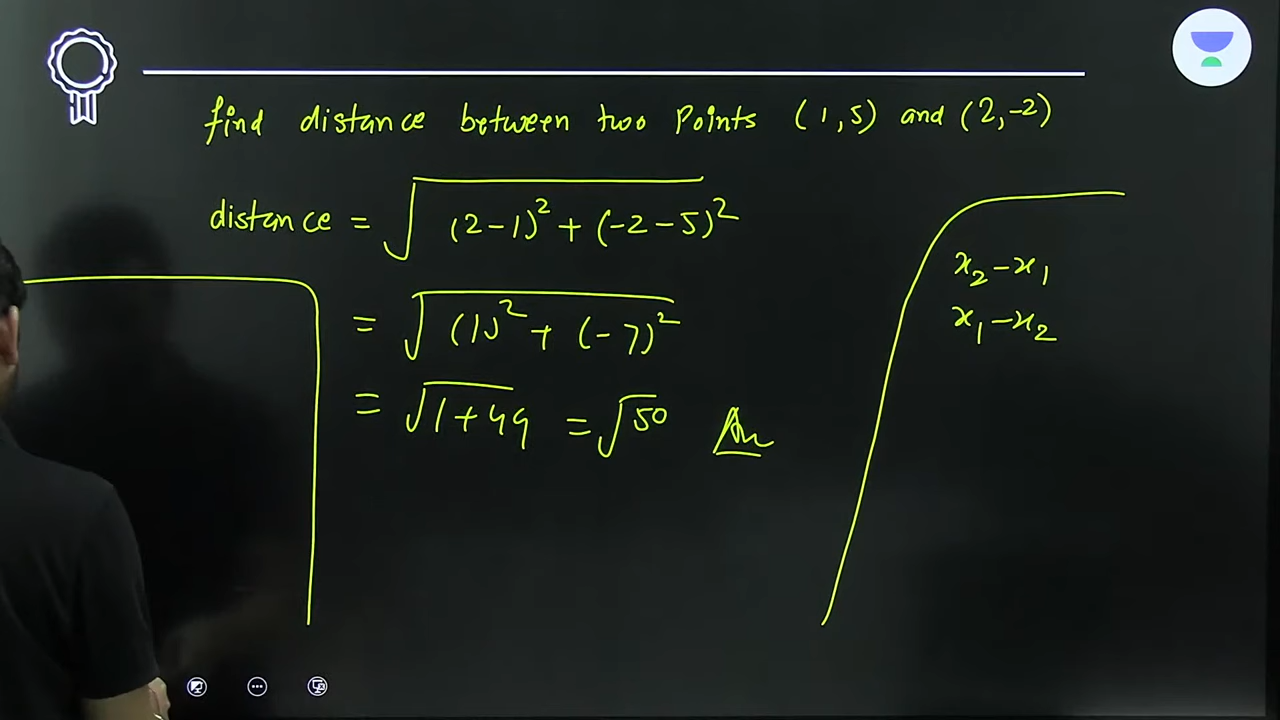 find distance between two points (1,5) and (2,-2)
distance = √(2-1)² + (-2-5)²
= √(1)² + (-7)²
= √1+49 = √50 Ans
x₂-x₁
x₁-x₂